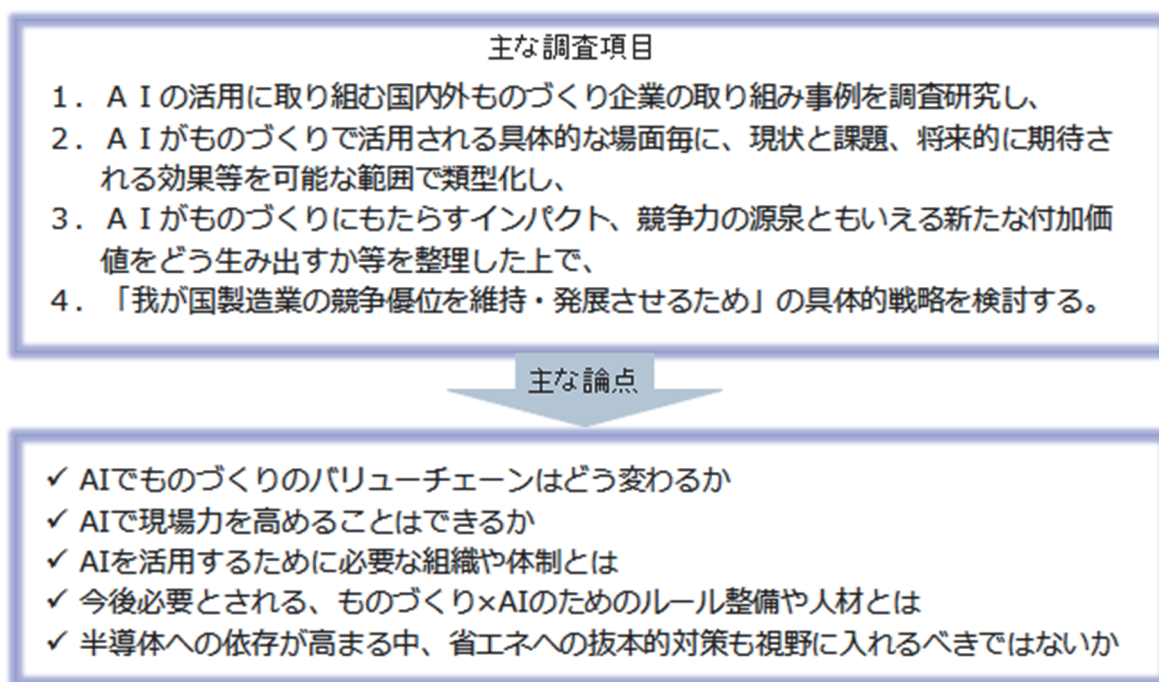 主な調査項目
1. AIの活用に取り組む国内外ものづくり企業の取り組み事例を調査研究し、
2. AIがものづくりで活用される具体的な場面毎に、現状と課題、将来的に期待さ
れる効果等を可能な範囲で類型化し、
3. AIがものづくりにもたらすインパクト、競争力の源泉ともいえる新たな付加価
値をどう生み出すか等を整理した上で、
4. 「我が国製造業の競争優位を維持・発展させるため」の具体的戦略を検討する。
主な論点
✓ AIでものづくりのバリューチェーンはどう変わるか
✓ AIで現場力を高めることはできるか
✓ AIを活用するために必要な組織や体制とは
✓ 今後必要とされる、ものづくり×AIのためのルール整備や人材とは
✓ 半導体への依存が高まる中、省エネへの抜本的対策も視野に入れるべきではないか